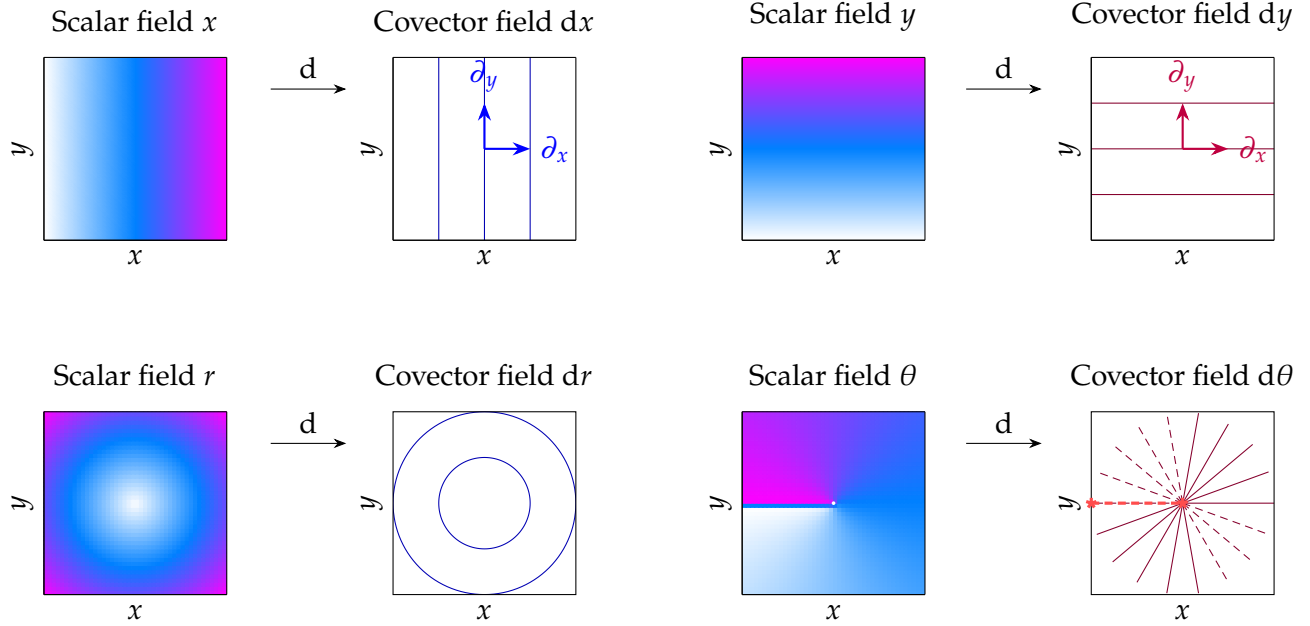 Scalar field x
d
Covector field dx
∂y
∂x
y
x
y
x
Scalar field y
d
Covector field dy
∂y
∂x
y
x
y
x
Scalar field r
d
Covector field dr
y
x
y
x
Scalar field θ
d
Covector field dθ
y
x
y
x